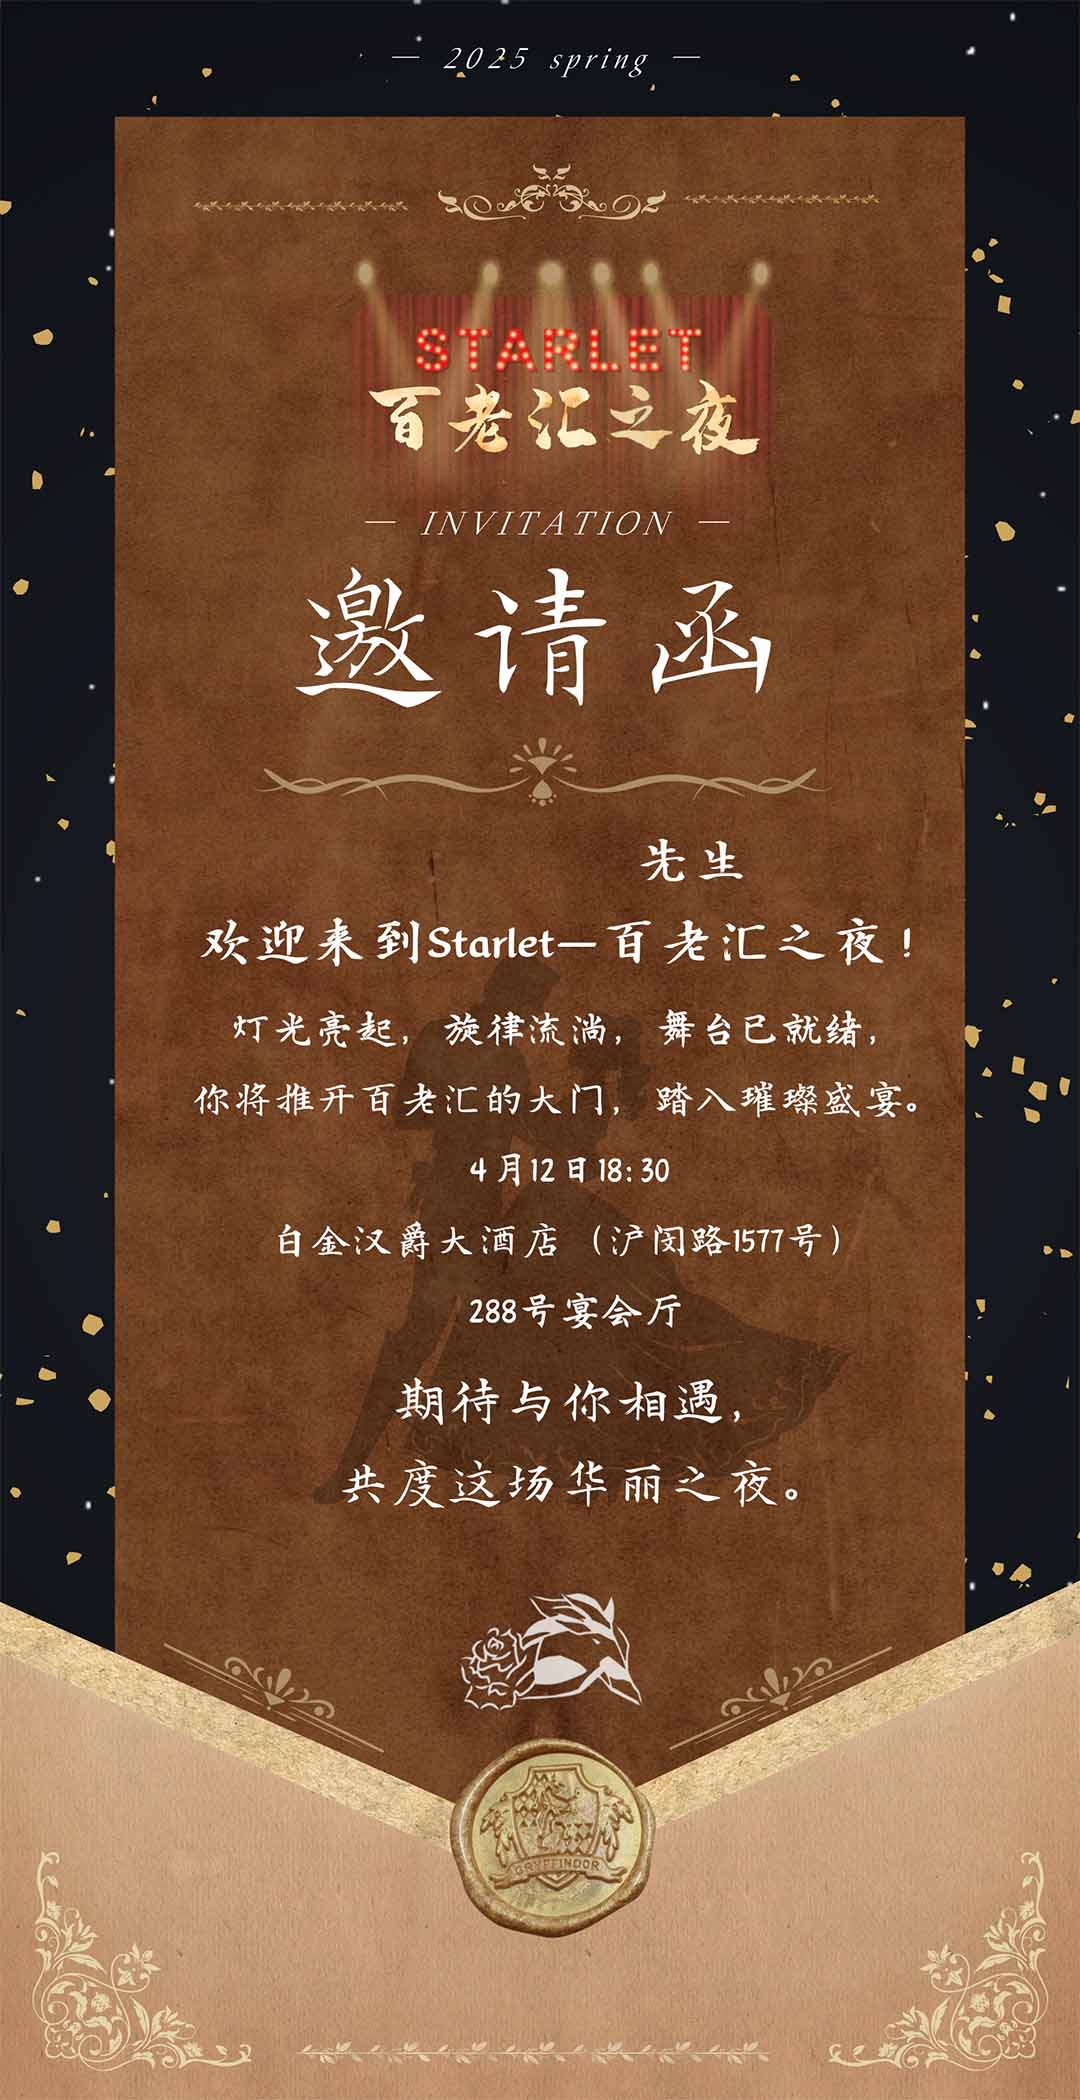 — 2025 spring —
STARLET
百老汇之夜
— INVITATION —
邀请函
先生
欢迎来到Starlet—百老汇之夜！
灯光亮起，旋律流淌，舞台已就绪，
你将推开百老汇的大门，踏入璀璨盛宴。
4月12日18:30
白金汉爵大酒店（沪闵路1577号）
288号宴会厅
期待与你相遇，
共度这场华丽之夜。
GRYFFINDOR